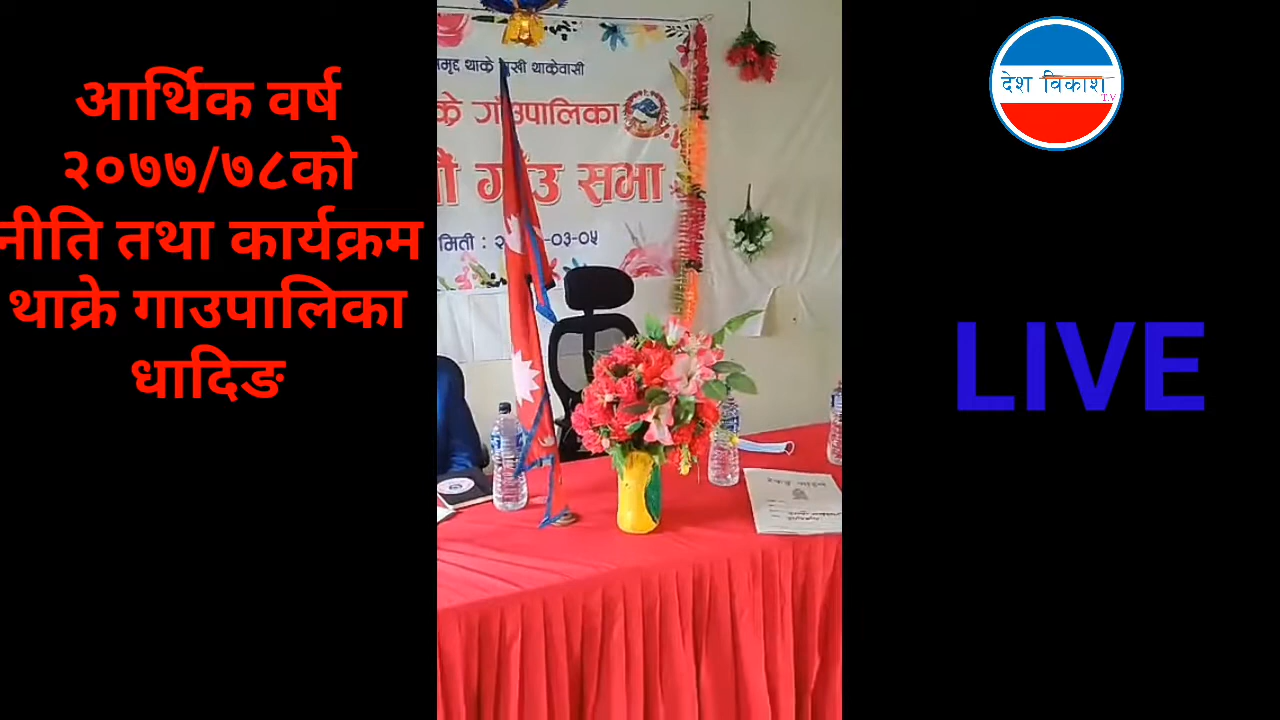 आर्थिक वर्ष
२०७७/७८को
नीति तथा कार्यक्रम
थाक्रे गाउपालिका
धादिङ
थाक्रे सुखी थाक्रेवासी
गाँउपालिका
गाँउ सभा
मिती :
-०३-०५
देश विकाश
T.V
LIVE